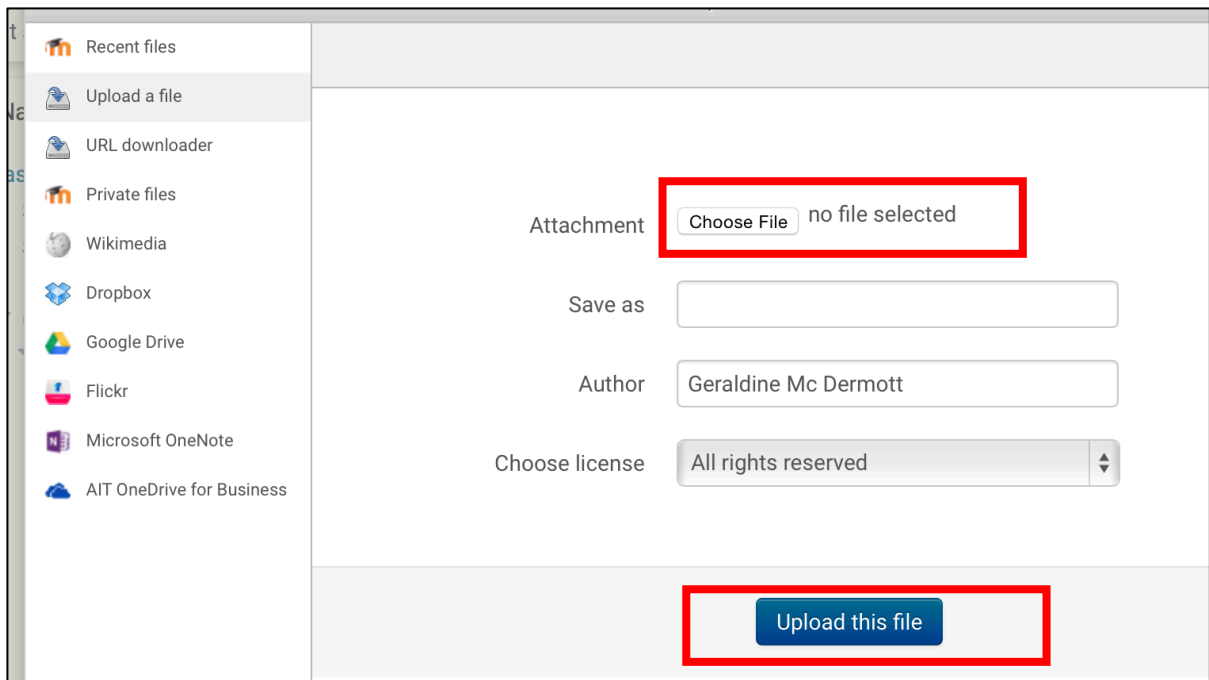 Recent files
Upload a file
URL downloader
Private files
Wikimedia
Dropbox
Google Drive
Flickr
Microsoft OneNote
AIT OneDrive for Business
Attachment Choose File no file selected
Save as
Author Geraldine Mc Dermott
Choose license All rights reserved
Upload this file